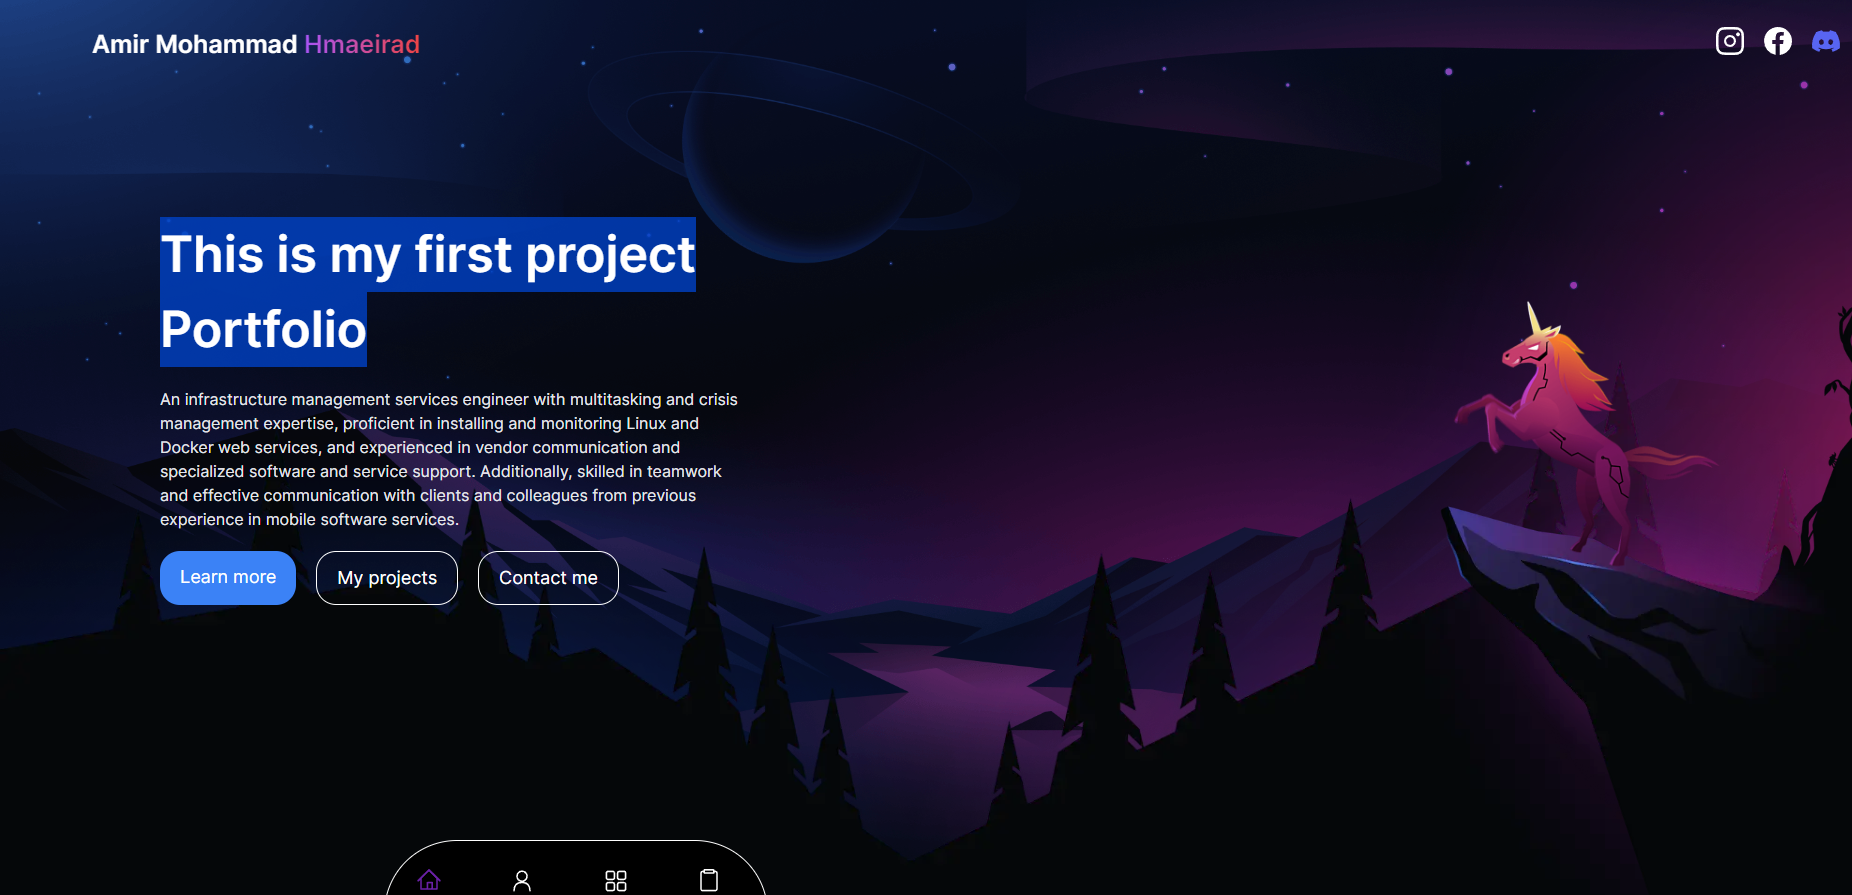 Amir Mohammad Hmaeirad
This is my first project
Portfolio
An infrastructure management services engineer with multitasking and crisis
management expertise, proficient in installing and monitoring Linux and
Docker web services, and experienced in vendor communication and
specialized software and service support. Additionally, skilled in teamwork
and effective communication with clients and colleagues from previous
experience in mobile software services.
Learn more
My projects
Contact me